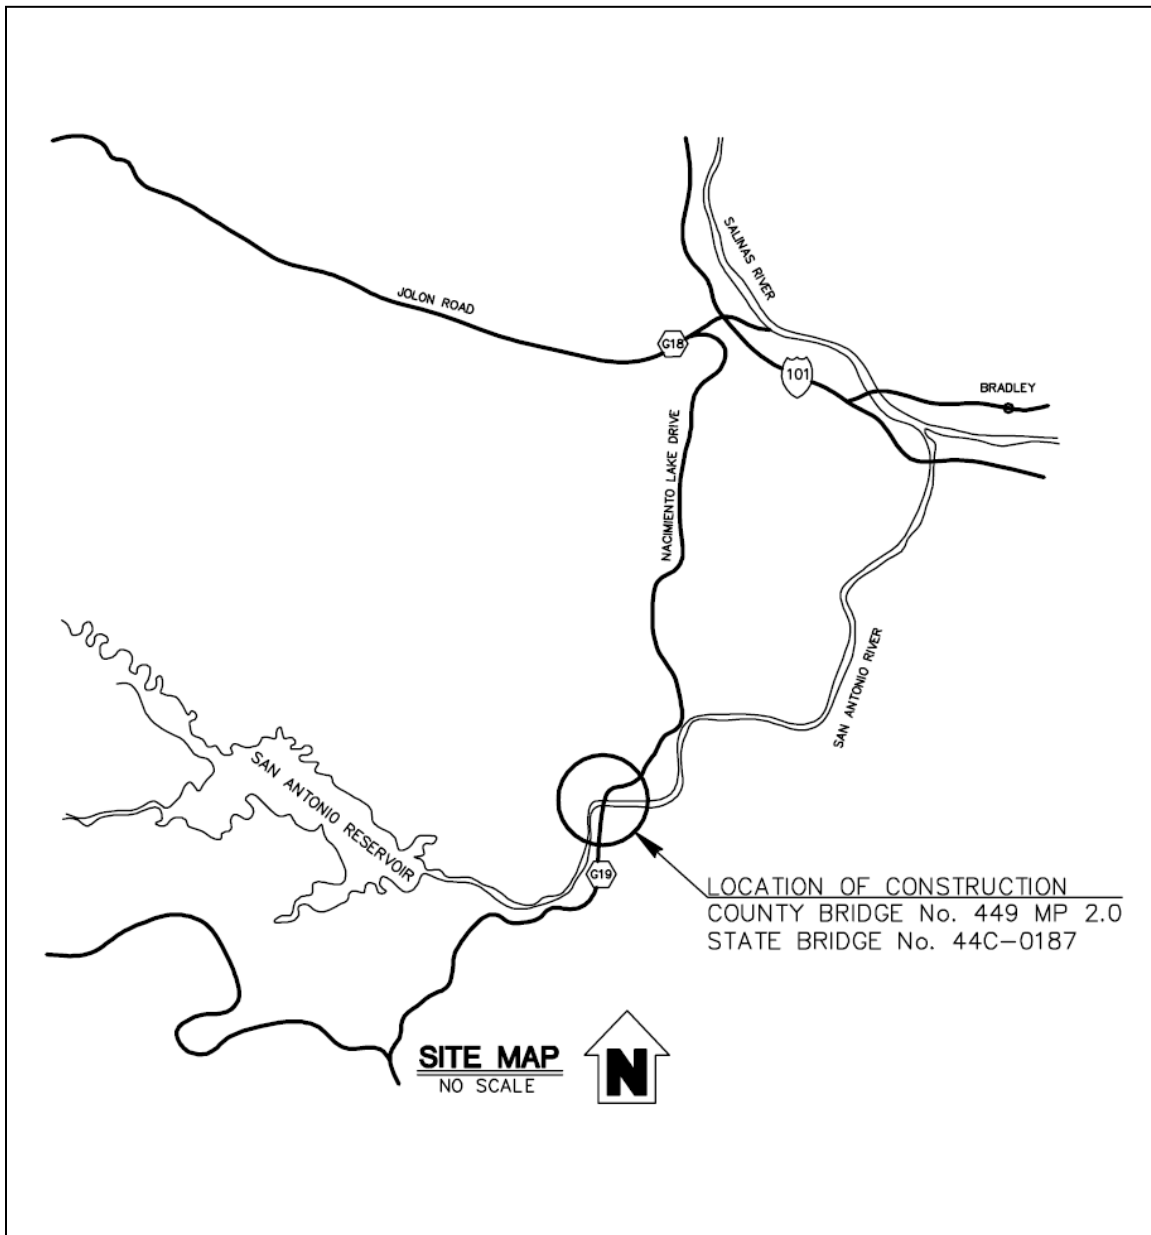 SALINAS RIVER
JOLON ROAD
G18
101
BRADLEY
NACIMIENTO LAKE DRIVE
SAN ANTONIO RIVER
SAN ANTONIO RESERVOIR
G19
LOCATION OF CONSTRUCTION
COUNTY BRIDGE No. 449 MP 2.0
STATE BRIDGE No. 44C-0187
SITE MAP
NO SCALE
N